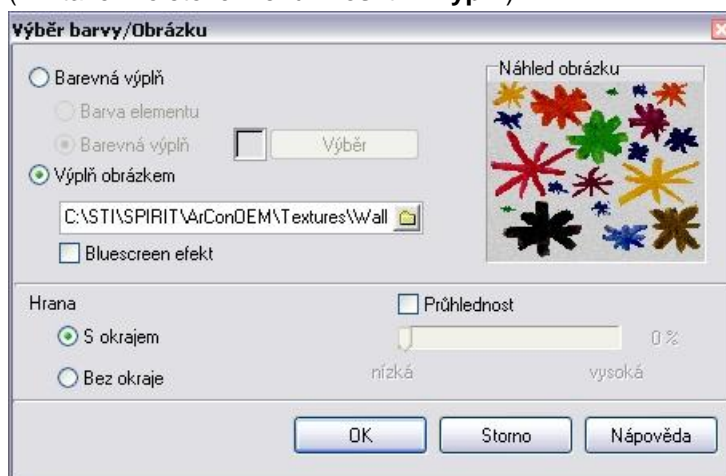 Výběr barvy/Obrázku
Barevná výplň
Náhled obrázku
Barva elementu
Barevná výplň
Výběr
Výplň obrázkem
C:\STI\SPIRIT\ArConOEM\Textures\Wall
Bluescreen efekt
Hrana
Průhlednost
S okrajem
0 %
nízká
vysoká
Bez okraje
OK
Storno
Nápověda